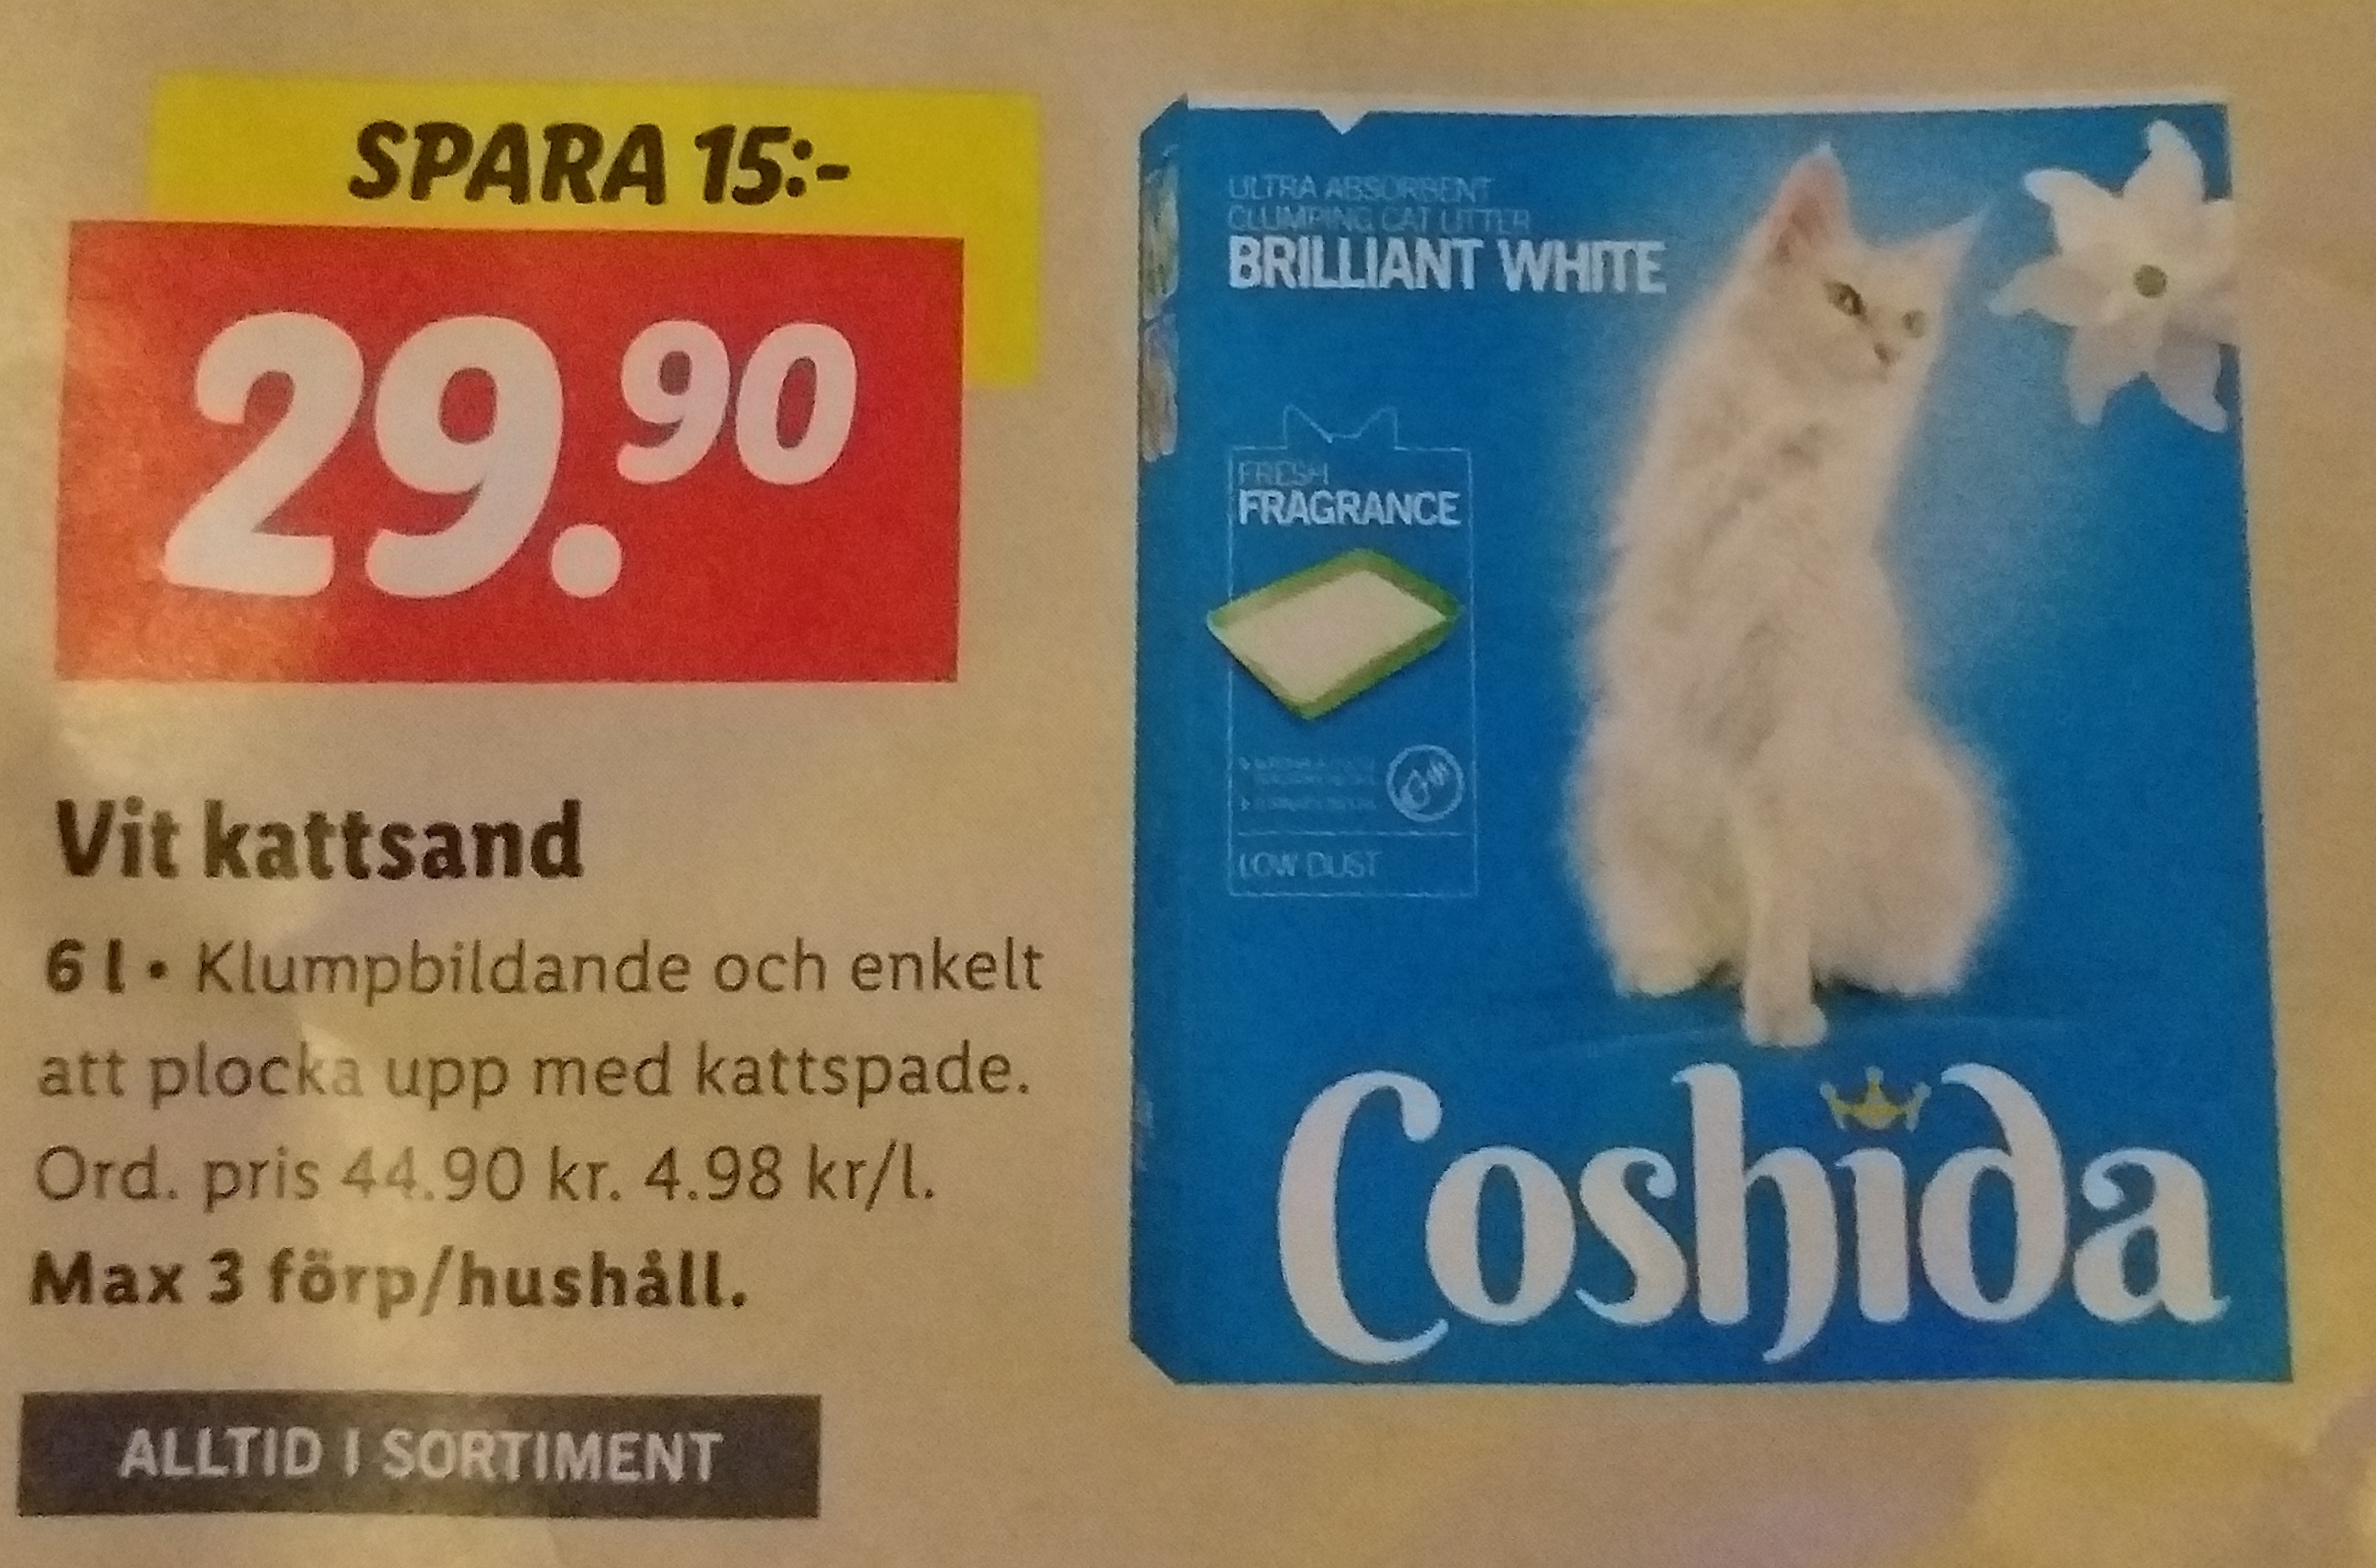 SPARA 15:-
29.90
Vit kattsand
6 l • Klumpbildande och enkelt
att plocka upp med kattspade.
Ord. pris 44.90 kr. 4.98 kr/l.
Max 3 förp/hushåll.
ALLTID I SORTIMENT
ULTRA ABSORBENT
CLUMPING CAT LITTER
BRILLIANT WHITE
FRESH
FRAGRANCE
LOW DUST
Coshida